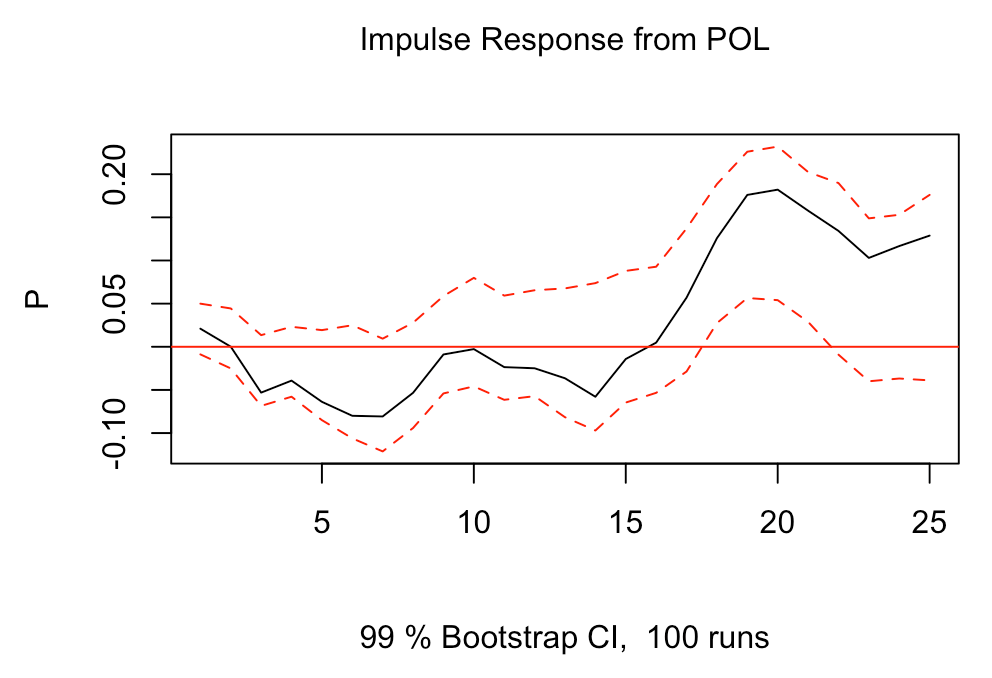 Impulse Response from POL
P
0.20
0.05
-0.10
5 10 15 20 25
99 % Bootstrap CI,  100 runs